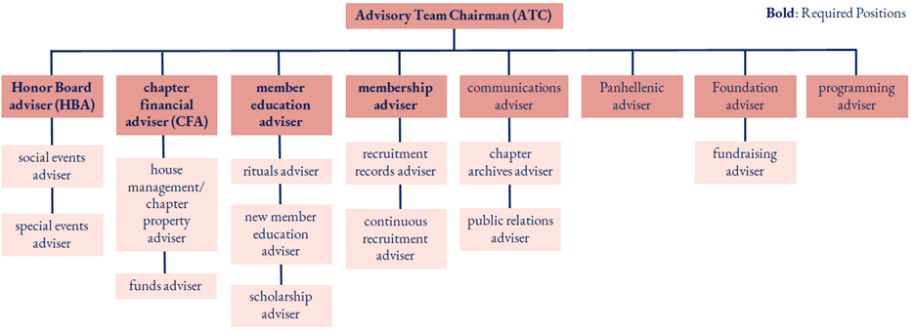 Advisory Team Chairman (ATC)
Bold: Required Positions
Honor Board
adviser (HBA)
chapter
financial
adviser (CFA)
member
education
adviser
membership
adviser
communications
adviser
Panhellenic
adviser
Foundation
adviser
programming
adviser
social events
adviser
special events
adviser
house
management/
chapter
property
adviser
funds adviser
rituals adviser
new member
education
adviser
scholarship
adviser
recruitment
records adviser
continuous
recruitment
adviser
chapter
archives adviser
public relations
adviser
fundraising
adviser